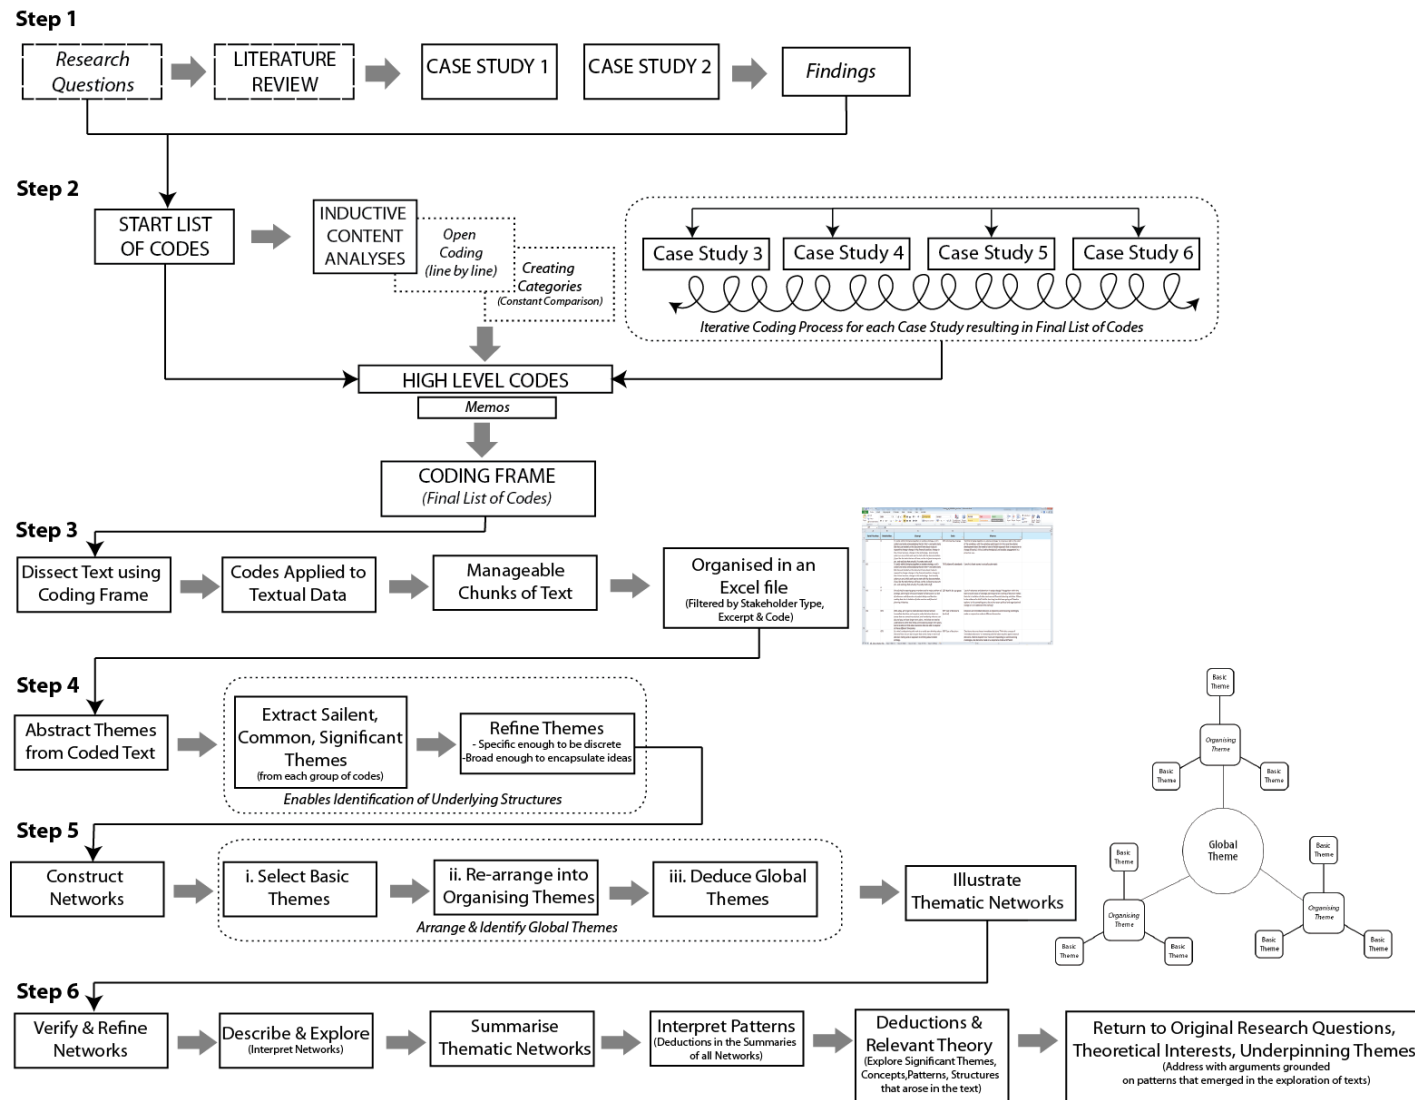 Step 1
Research
Questions
LITERATURE
REVIEW
CASE STUDY 1
CASE STUDY 2
Findings
Step 2
START LIST
OF CODES
INDUCTIVE
CONTENT
ANALYSES
Open
Coding
(line by line)
Creating
Categories
(Constant Comparison)
Case Study 3
Case Study 4
Case Study 5
Case Study 6
Iterative Coding Process for each Case Study resulting in Final List of Codes
HIGH LEVEL CODES
Memos
CODING FRAME
(Final List of Codes)
Step 3
Dissect Text using
Coding Frame
Codes Applied to
Textual Data
Manageable
Chunks of Text
Organised in an
Excel file
(Filtered by Stakeholder Type,
Excerpt & Code)
Step 4
Abstract Themes
from Coded Text
Extract Sailent,
Common, Significant
Themes
(from each group of codes)
Refine Themes
- Specific enough to be discrete
-Broad enough to encapsulate ideas
Enables Identification of Underlying Structures
Step 5
Construct
Networks
i. Select Basic
Themes
ii. Re-arrange into
Organising Themes
iii. Deduce Global
Themes
Arrange & Identify Global Themes
Illustrate
Thematic Networks
Basic
Theme
Organising
Theme
Basic
Theme
Basic
Theme
Global
Theme
Basic
Theme
Organising
Theme
Basic
Theme
Basic
Theme
Basic
Theme
Organising
Theme
Basic
Theme
Basic
Theme
Step 6
Verify & Refine
Networks
Describe & Explore
(Interpret Networks)
Summarise
Thematic Networks
Interpret Patterns
(Deductions in the Summaries
of all Networks)
Deductions &
Relevant Theory
(Explore Significant Themes,
Concepts,Patterns, Structures
that arose in the text)
Return to Original Research Questions,
Theoretical Interests, Underpinning Themes
(Address with arguments grounded
on patterns that emerged in the exploration of texts)